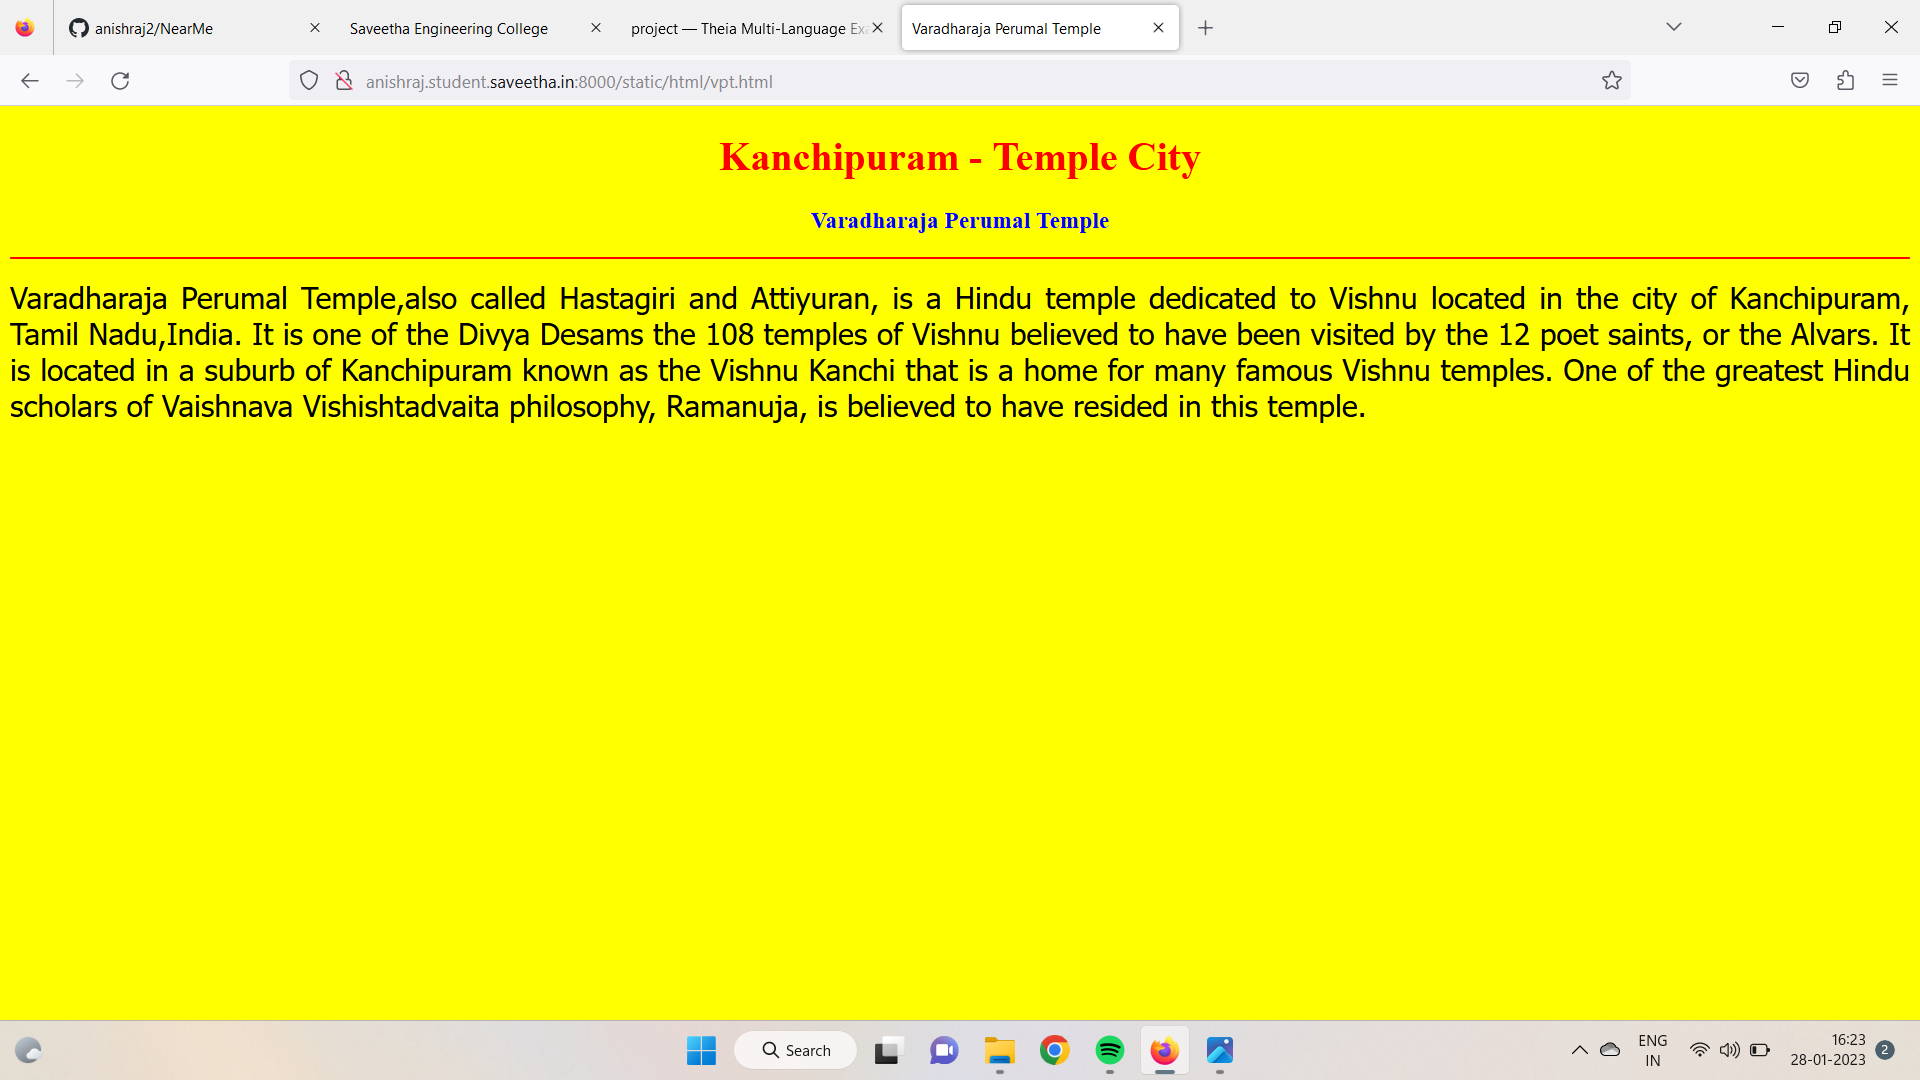 anishraj2/NearMe
Saveetha Engineering College
project — Theia Multi-Language Ex
Varadharaja Perumal Temple
anishraj.student.saveetha.in:8000/static/html/vpt.html
Kanchipuram - Temple City
Varadharaja Perumal Temple
Varadharaja Perumal Temple,also called Hastagiri and Attiyuran, is a Hindu temple dedicated to Vishnu located in the city of Kanchipuram,
Tamil Nadu,India. It is one of the Divya Desams the 108 temples of Vishnu believed to have been visited by the 12 poet saints, or the Alvars. It
is located in a suburb of Kanchipuram known as the Vishnu Kanchi that is a home for many famous Vishnu temples. One of the greatest Hindu
scholars of Vaishnava Vishishtadvaita philosophy, Ramanuja, is believed to have resided in this temple.
Search
ENG
IN
16:23
28-01-2023
2